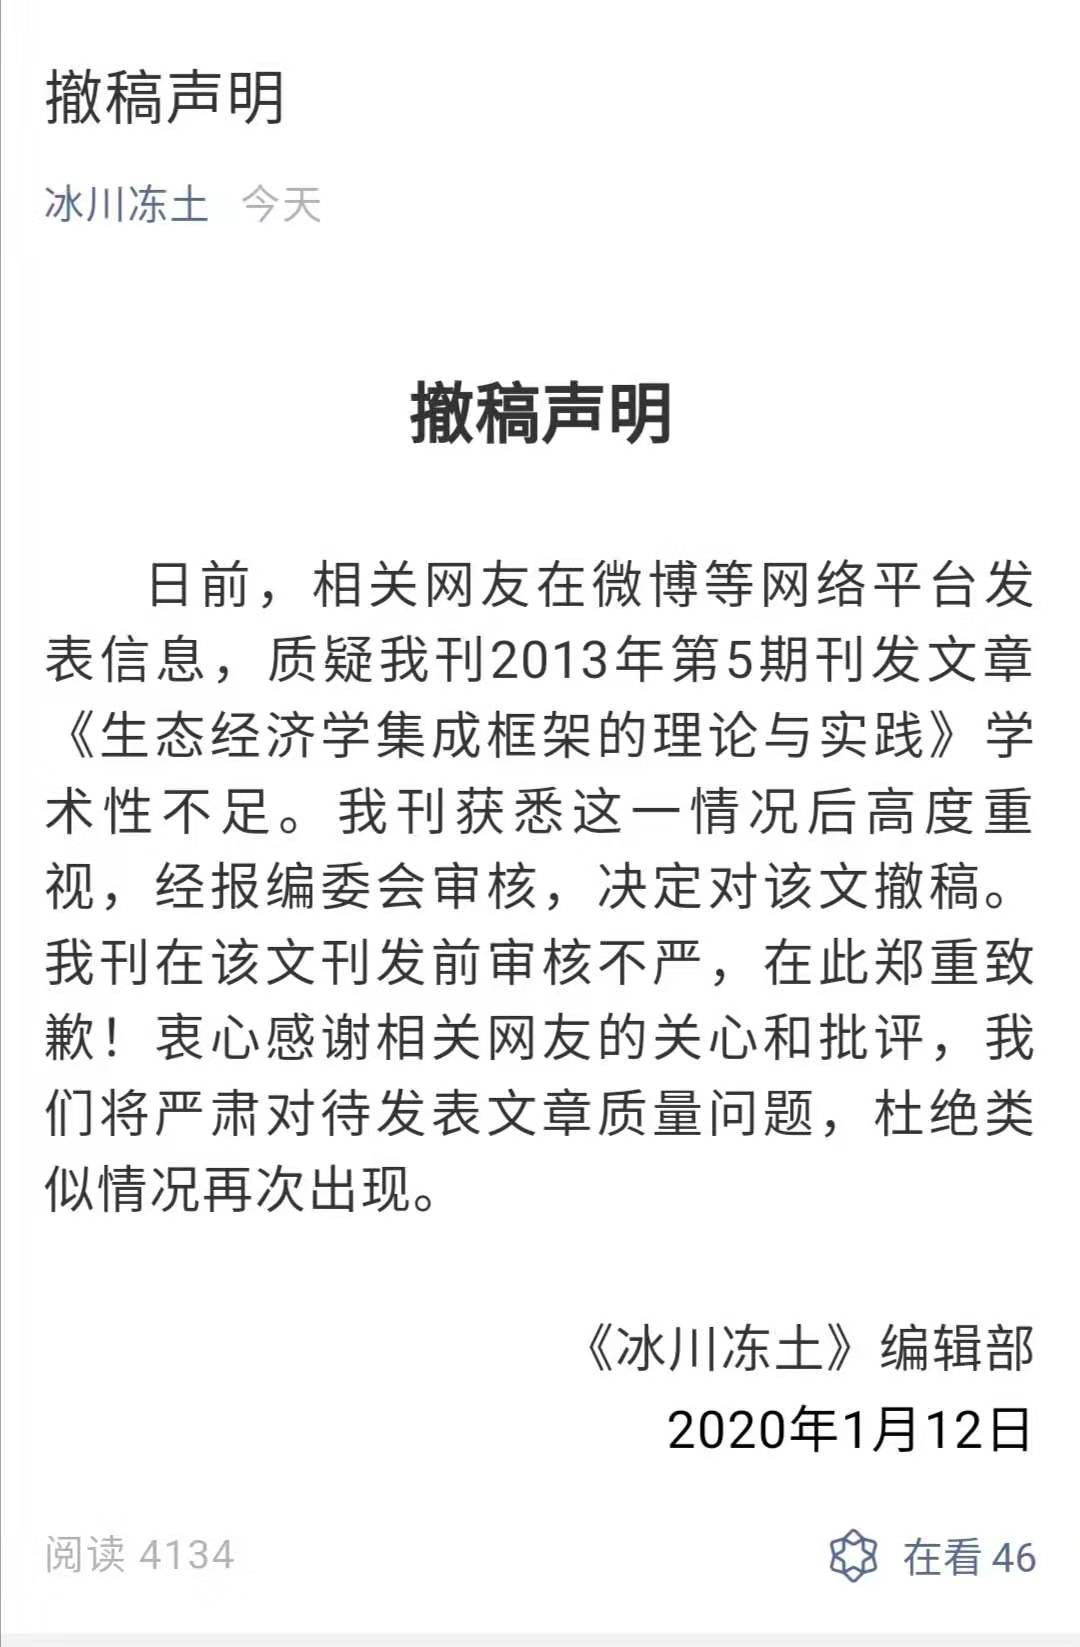 撤稿声明
冰川冻土 今天
撤稿声明
日前，相关网友在微博等网络平台发
表信息，质疑我刊2013年第5期刊发文章
《生态经济学集成框架的理论与实践》学
术性不足。我刊获悉这一情况后高度重
视，经报编委会审核，决定对该文撤稿。
我刊在该文刊发前审核不严，在此郑重致
歉！衷心感谢相关网友的关心和批评，我
们将严肃对待发表文章质量问题，杜绝类
似情况再次出现。
《冰川冻土》编辑部
2020年1月12日
阅读 4134 在看 46